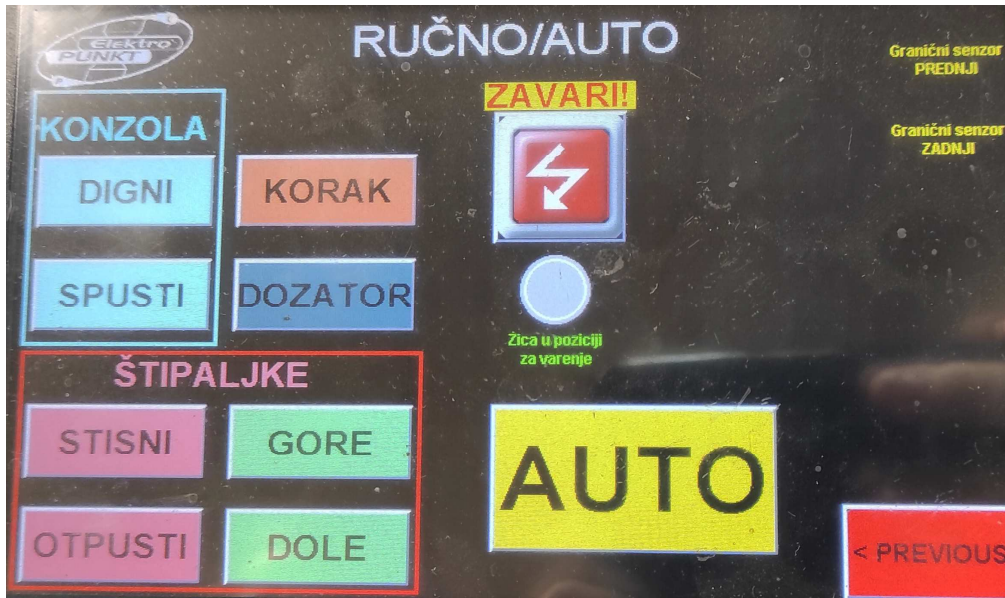 Elektro
PUNKT
RUČNO/AUTO
Granični senzor
PREDNJI
ZAVARI!
KONZOLA
Granični senzor
ZADNJI
DIGNI
KORAK
SPUSTI
DOZATOR
Žica u poziciji
za varenje
ŠTIPALJKE
STISNI
GORE
AUTO
OTPUSTI
DOLE
< PREVIOUS